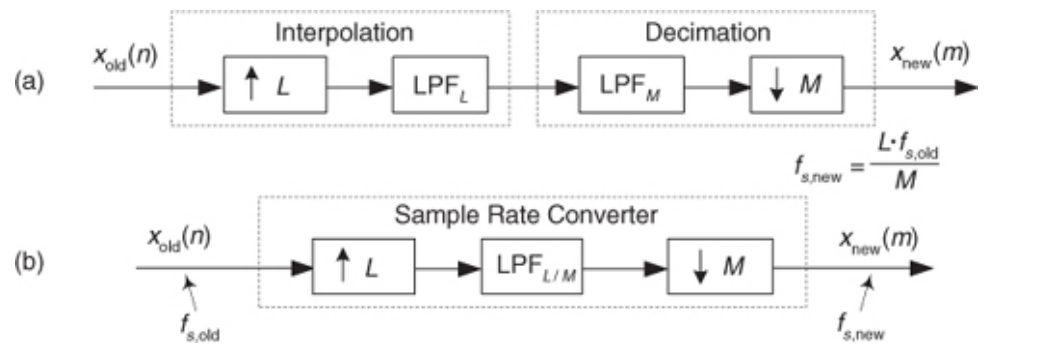 Interpolation
Decimation
(a)
x_old(n)
↑ L
LPF_L
LPF_M
↓ M
x_new(m)
f_s,new = L·f_s,old / M
Sample Rate Converter
(b)
x_old(n)
↑ L
LPF_L/M
↓ M
x_new(m)
f_s,old
f_s,new